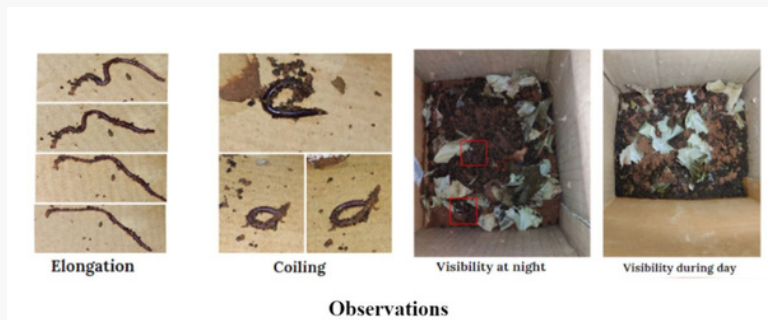 Elongation
Coiling
Visibility at night
Visibility during day
Observations